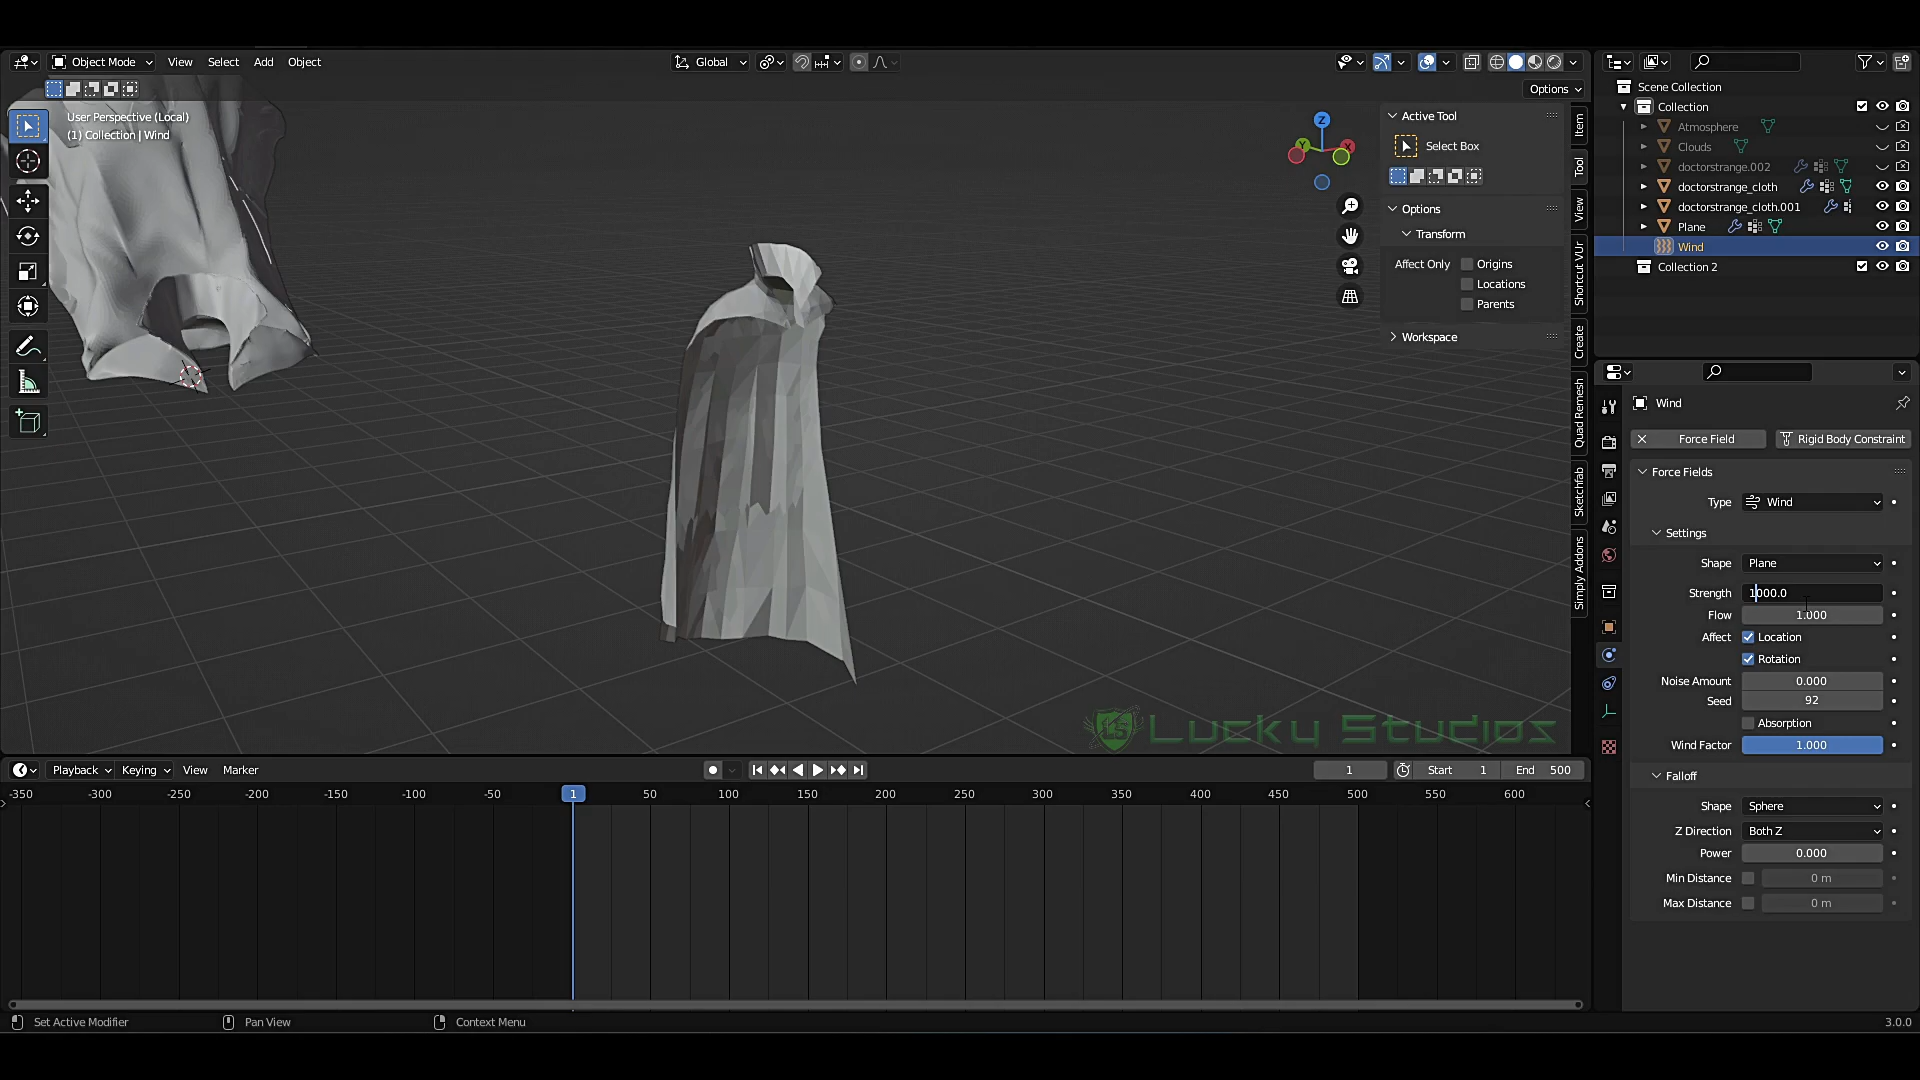 Object Mode
View
Select
Add
Object
Global
Options
User Perspective (Local)
(1) Collection | Wind
Z
Y
X
Active Tool
Select Box
Options
Transform
Affect Only
Origins
Locations
Parents
Workspace
Item
Tool
View
Shortcut VUr
Create
Quad Remesh
Sketchfab
Simply Addons
Lucky Studios
Scene Collection
Collection
Atmosphere
Clouds
doctorstrange.002
doctorstrange_cloth
doctorstrange_cloth.001
Plane
Wind
Collection 2
Wind
Force Field
Rigid Body Constraint
Force Fields
Type
Wind
Settings
Shape
Plane
Strength
1000.0
Flow
1.000
Affect
Location
Rotation
Noise Amount
0.000
Seed
92
Absorption
Wind Factor
1.000
Falloff
Shape
Sphere
Z Direction
Both Z
Power
0.000
Min Distance
0 m
Max Distance
0 m
Playback
Keying
View
Marker
1
Start 1
End 500
-350 -300 -250 -200 -150 -100 -50 1 50 100 150 200 250 300 350 400 450 500 550 600
Set Active Modifier
Pan View
Context Menu
3.0.0